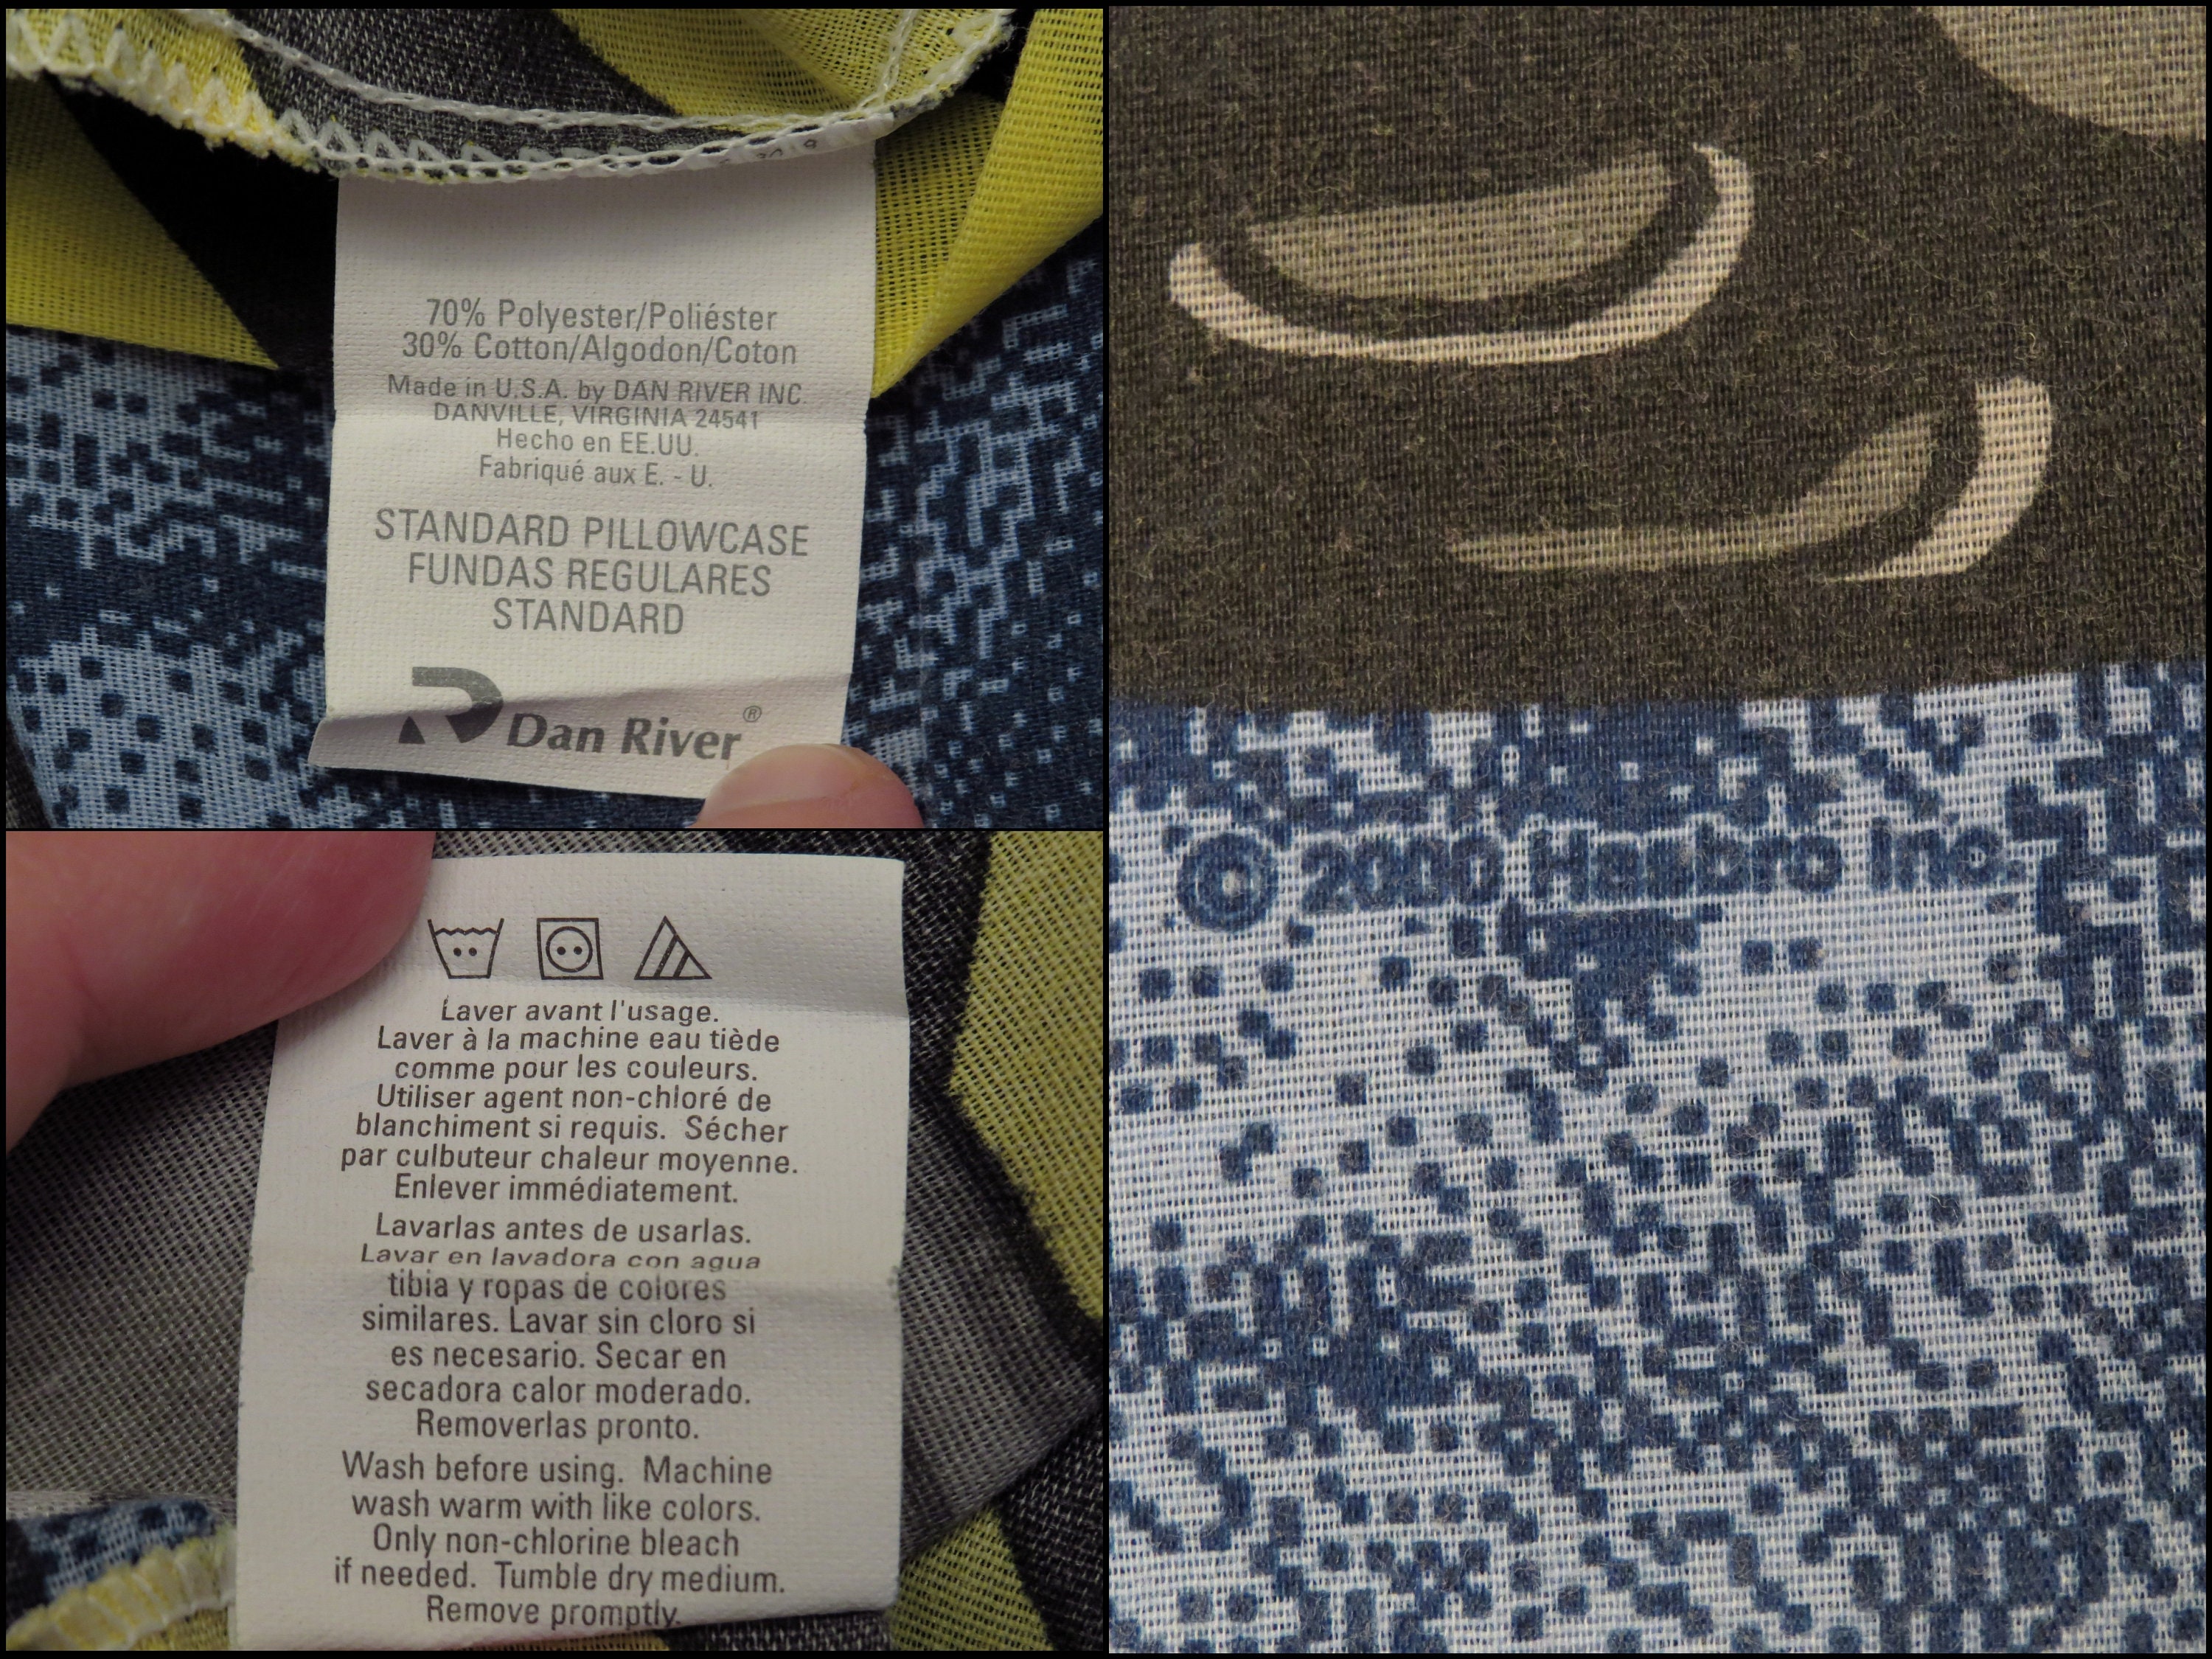 70% Polyester/Poliéster
30% Cotton/Algodon/Coton
Made in U.S.A. by DAN RIVER INC.
DANVILLE, VIRGINIA 24541
Hecho en EE.UU.
Fabriqué aux E. - U.
STANDARD PILLOWCASE
FUNDAS REGULARES
STANDARD
Dan River®
Laver avant l'usage.
Laver à la machine eau tiède
comme pour les couleurs.
Utiliser agent non-chloré de
blanchiment si requis. Sécher
par culbuteur chaleur moyenne.
Enlever immédiatement.
Lavarlas antes de usarlas.
Lavar en lavadora con agua
tibia y ropas de colores
similares. Lavar sin cloro si
es necesario. Secar en
secadora calor moderado.
Removerlas pronto.
Wash before using. Machine
wash warm with like colors.
Only non-chlorine bleach
if needed. Tumble dry medium.
Remove promptly.
© 2000 Hasbro Inc.